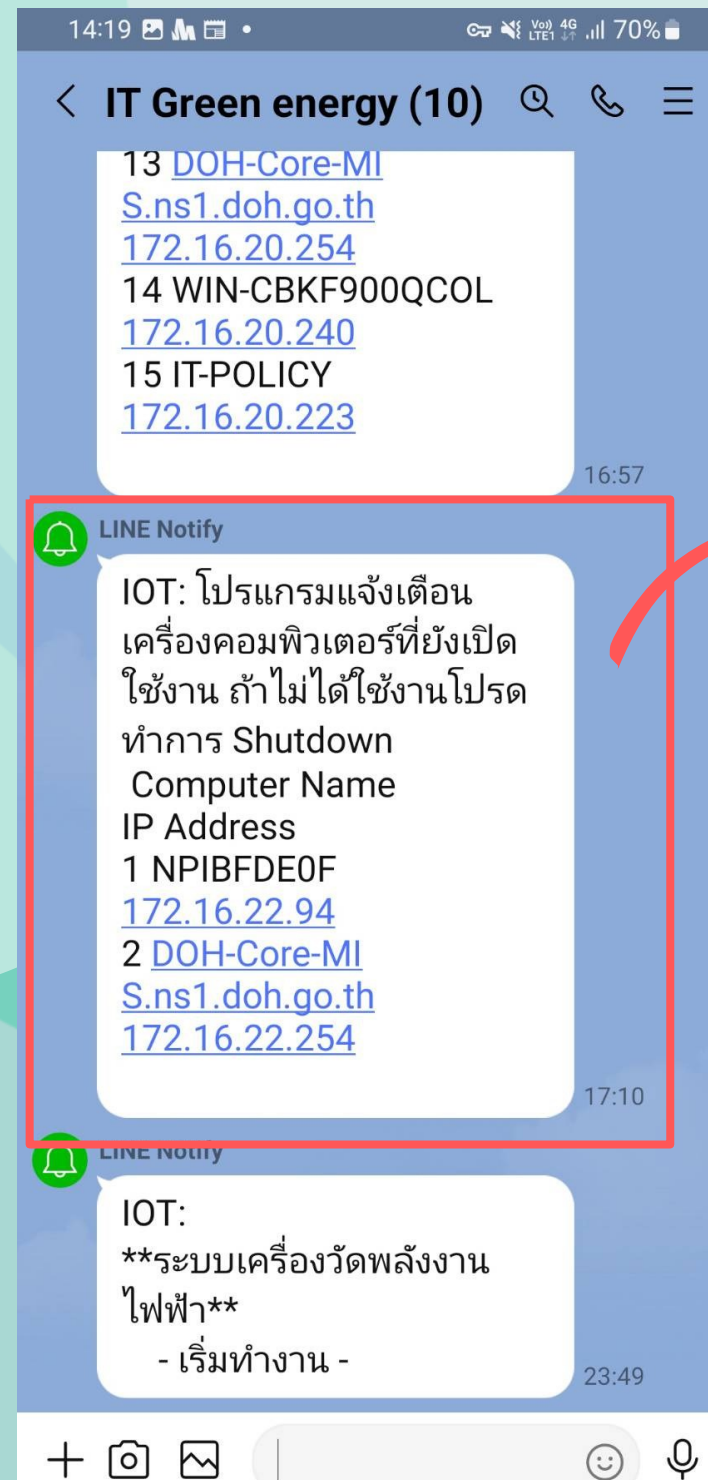 14:19
Vo)) 4G
LTE1 70%
IT Green energy (10)
13 DOH-Core-MI
S.ns1.doh.go.th
172.16.20.254
14 WIN-CBKF900QCOL
172.16.20.240
15 IT-POLICY
172.16.20.223
16:57
LINE Notify
IOT: โปรแกรมแจ้งเตือน
เครื่องคอมพิวเตอร์ที่ยังเปิด
ใช้งาน ถ้าไม่ได้ใช้งานโปรด
ทำการ Shutdown
Computer Name
IP Address
1 NPIBFDE0F
172.16.22.94
2 DOH-Core-MI
S.ns1.doh.go.th
172.16.22.254
17:10
LINE Notify
IOT:
**ระบบเครื่องวัดพลังงาน
ไฟฟ้า**
- เริ่มทำงาน -
23:49